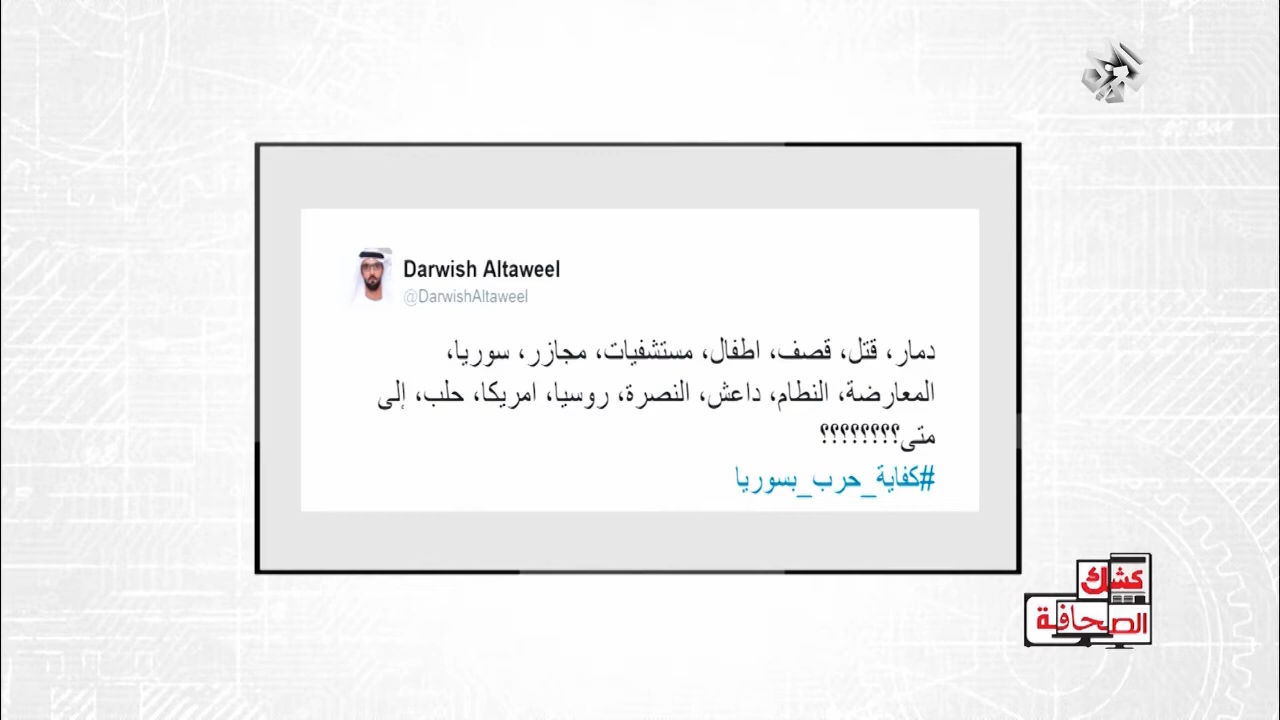 Darwish Altaweel
@DarwishAltaweel
دمار، قتل، قصف، اطفال، مستشفيات، مجازر، سوريا،
المعارضة، النظام، داعش، النصرة، روسيا، امريكا، حلب، إلى
متى؟؟؟؟؟؟؟؟
#كفاية_حرب_بسوريا
كشك
الصحافة